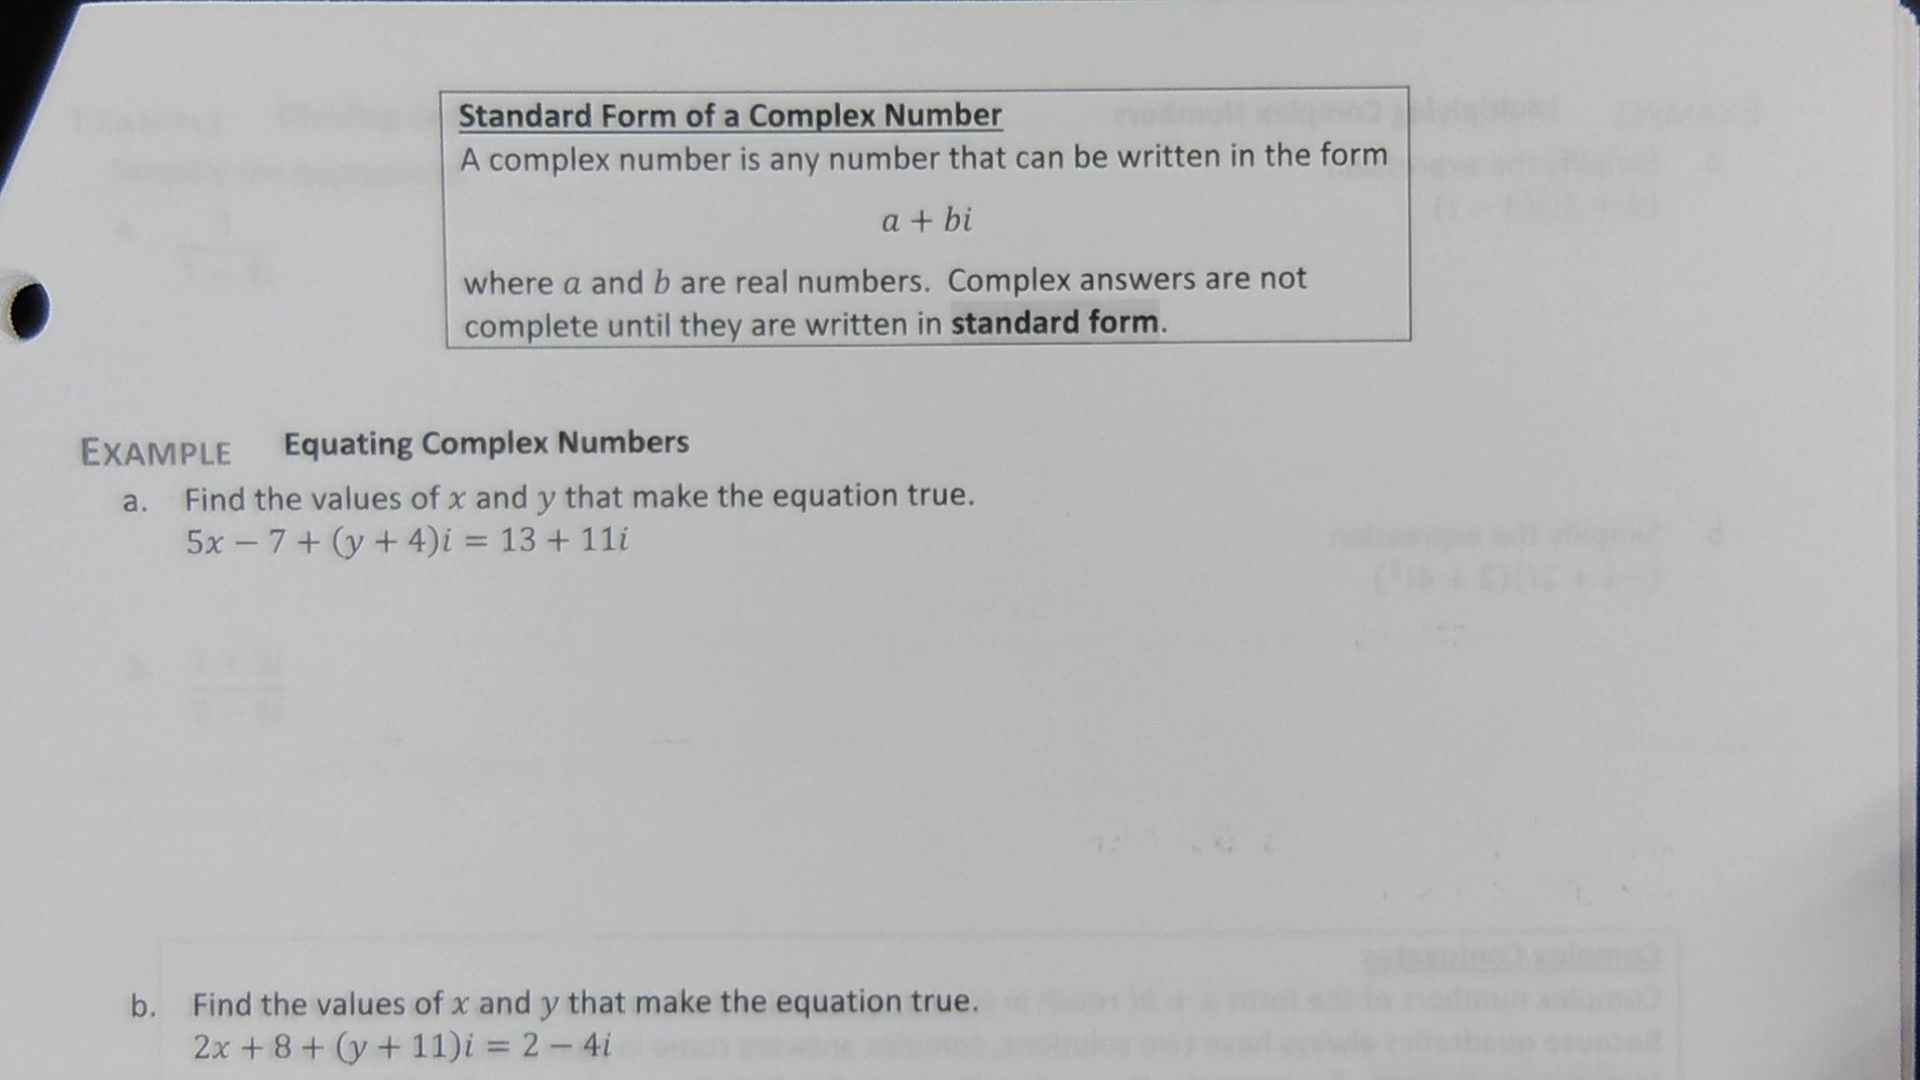 Standard Form of a Complex Number
A complex number is any number that can be written in the form
a + bi
where a and b are real numbers. Complex answers are not
complete until they are written in standard form.
EXAMPLE Equating Complex Numbers
a. Find the values of x and y that make the equation true.
5x − 7 + (y + 4)i = 13 + 11i
b. Find the values of x and y that make the equation true.
2x + 8 + (y + 11)i = 2 − 4i